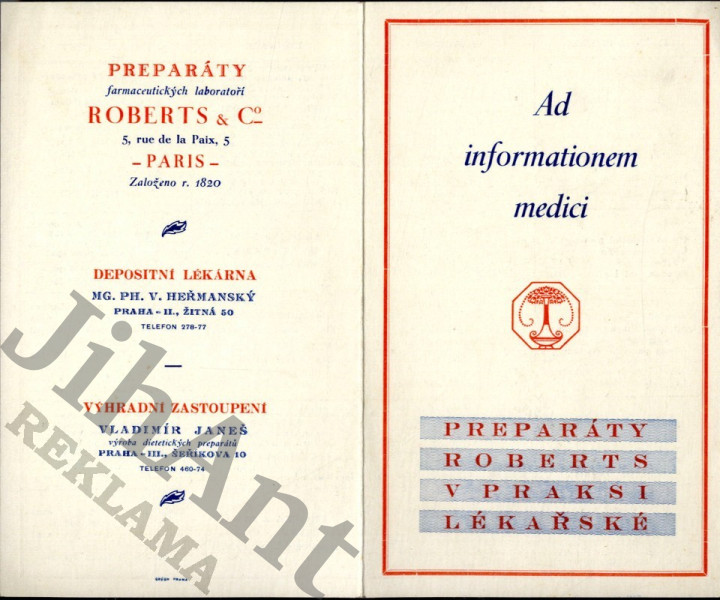 PREPARÁTY
farmaceutických laboratoří
ROBERTS & Cº
5, rue de la Paix, 5
– PARIS –
Založeno r. 1820
DEPOSITNÍ LÉKÁRNA
MG. PH. V. HEŘMANSKÝ
PRAHA - II., ŽITNÁ 50
TELEFON 278-77
VÝHRADNÍ ZASTOUPENÍ
VLADIMÍR JANEŠ
výroba dietetických preparátů
PRAHA - III., ŠEŘÍKOVA 10
TELEFON 460-74
Ad
informationem
medici
PREPARÁTY
ROBERTS
V PRAKSI
LÉKAŘSKÉ
JihAnt
REKLAMA